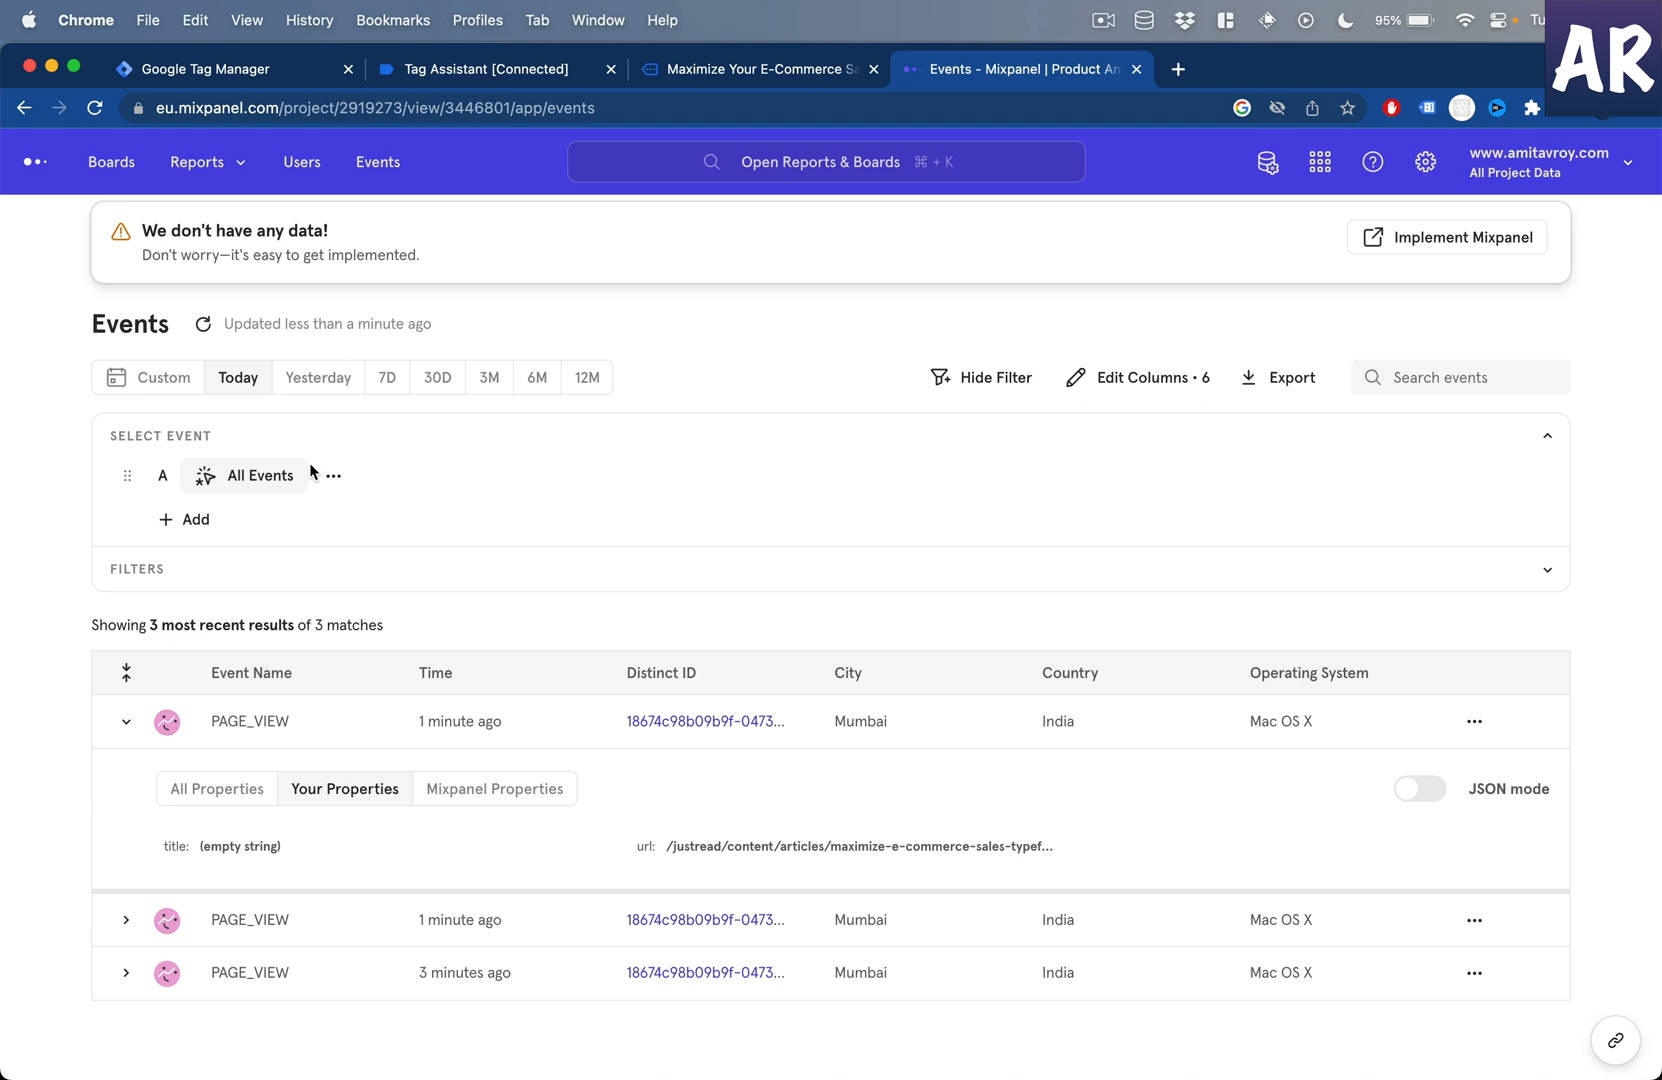 Chrome File Edit View History Bookmarks Profiles Tab Window Help 95% Tu
AR
Google Tag Manager Tag Assistant [Connected] Maximize Your E-Commerce Sa Events - Mixpanel | Product An
eu.mixpanel.com/project/2919273/view/3446801/app/events
Boards Reports Users Events Open Reports & Boards ⌘ + K www.amitavroy.com
All Project Data
We don't have any data!
Don't worry—it's easy to get implemented.
Implement Mixpanel
Events Updated less than a minute ago
Custom Today Yesterday 7D 30D 3M 6M 12M Hide Filter Edit Columns • 6 Export Search events
SELECT EVENT
A All Events •••
+ Add
FILTERS
Showing 3 most recent results of 3 matches
Event Name Time Distinct ID City Country Operating System
PAGE_VIEW 1 minute ago 18674c98b09b9f-0473... Mumbai India Mac OS X •••
All Properties Your Properties Mixpanel Properties JSON mode
title: (empty string) url: /justread/content/articles/maximize-e-commerce-sales-typef...
PAGE_VIEW 1 minute ago 18674c98b09b9f-0473... Mumbai India Mac OS X •••
PAGE_VIEW 3 minutes ago 18674c98b09b9f-0473... Mumbai India Mac OS X •••